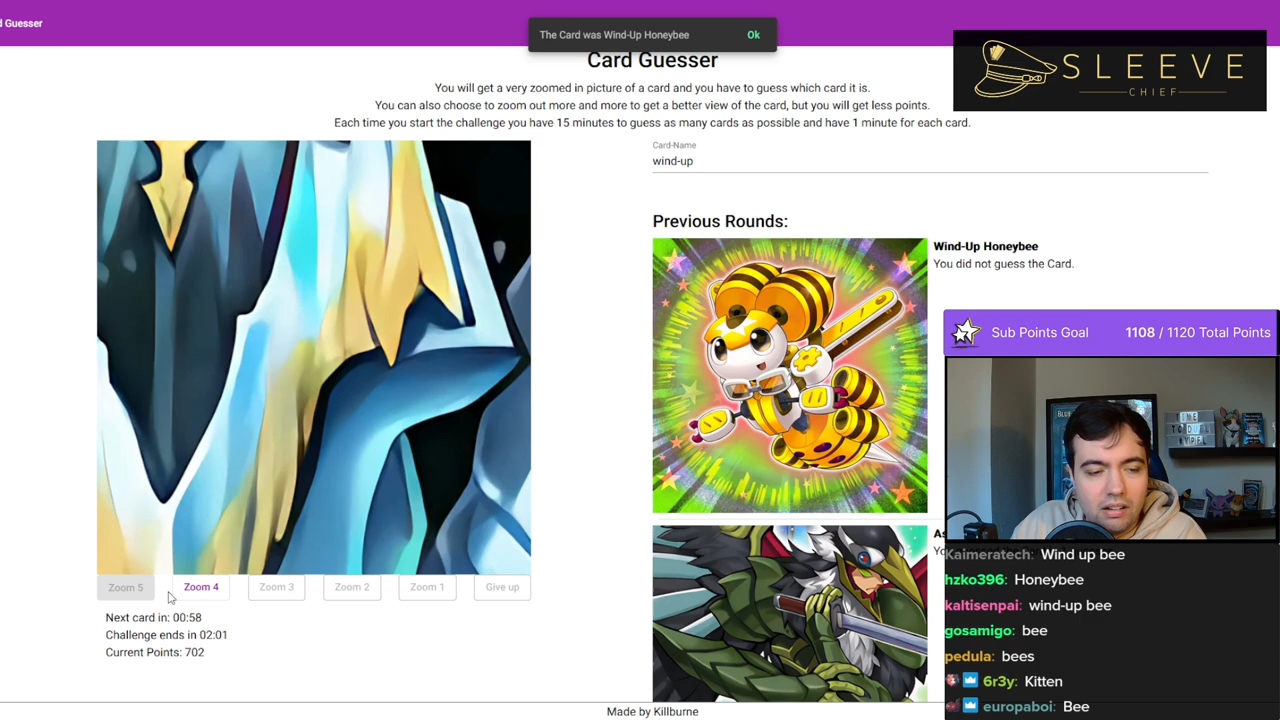 d Guesser
The Card was Wind-Up Honeybee
Ok
SLEEVE
CHIEF
Card Guesser
You will get a very zoomed in picture of a card and you have to guess which card it is.
You can also choose to zoom out more and more to get a better view of the card, but you will get less points.
Each time you start the challenge you have 15 minutes to guess as many cards as possible and have 1 minute for each card.
Card-Name
wind-up
Previous Rounds:
Wind-Up Honeybee
You did not guess the Card.
As
Yo
Zoom 5
Zoom 4
Zoom 3
Zoom 2
Zoom 1
Give up
Next card in: 00:58
Challenge ends in 02:01
Current Points: 702
Sub Points Goal
1108 / 1120 Total Points
Kaimeratech: Wind up bee
hzko396: Honeybee
kaltisenpai: wind-up bee
gosamigo: bee
pedula: bees
6r3y: Kitten
europaboi: Bee
Made by Killburne